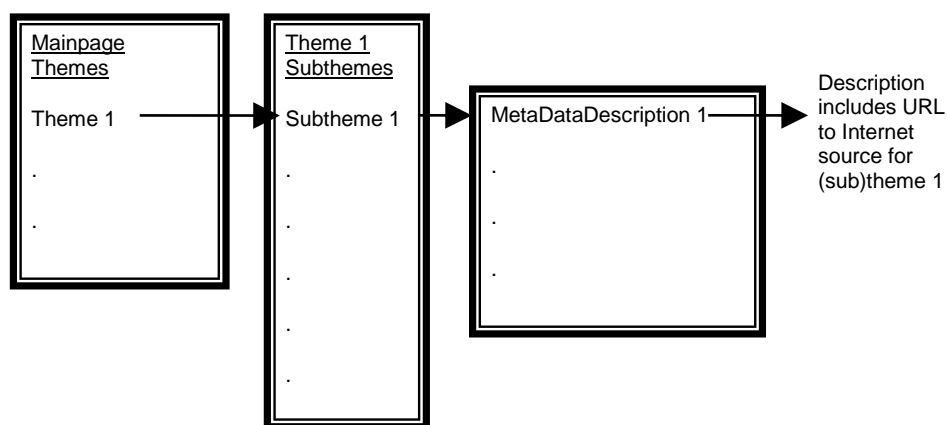 Mainpage
Themes
Theme 1
.
.
Theme 1
Subthemes
Subtheme 1
.
.
.
.
.
MetaDataDescription 1
.
.
.
Description
includes URL
to Internet
source for
(sub)theme 1